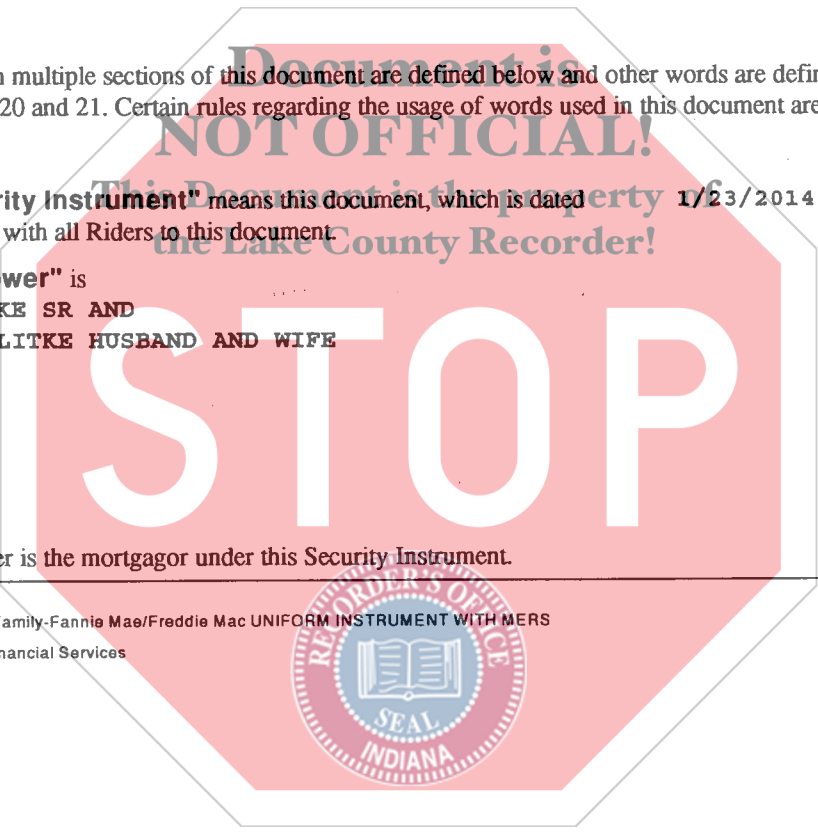 Document is
n multiple sections of this document are defined below and other words are defin
20 and 21. Certain rules regarding the usage of words used in this document are
NOT OFFICIAL!
This Document is the property of
rity Instrument" means this document, which is dated 1/23/2014
with all Riders to this document.
the Lake County Recorder!
wer" is
KE SR AND
LITKE HUSBAND AND WIFE
STOP
er is the mortgagor under this Security Instrument.
amily-Fannie Mae/Freddie Mac UNIFORM INSTRUMENT WITH MERS
nancial Services
RECORDER'S OFFICE
SEAL
INDIANA